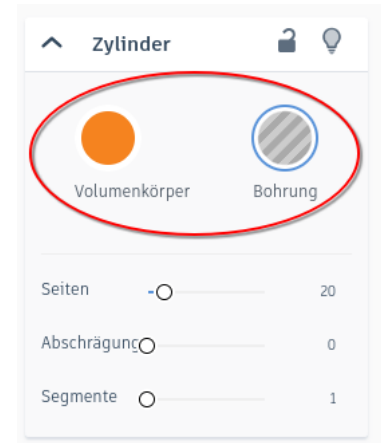 Zylinder
Volumenkörper Bohrung
Seiten 20
Abschrägung 0
Segmente 1